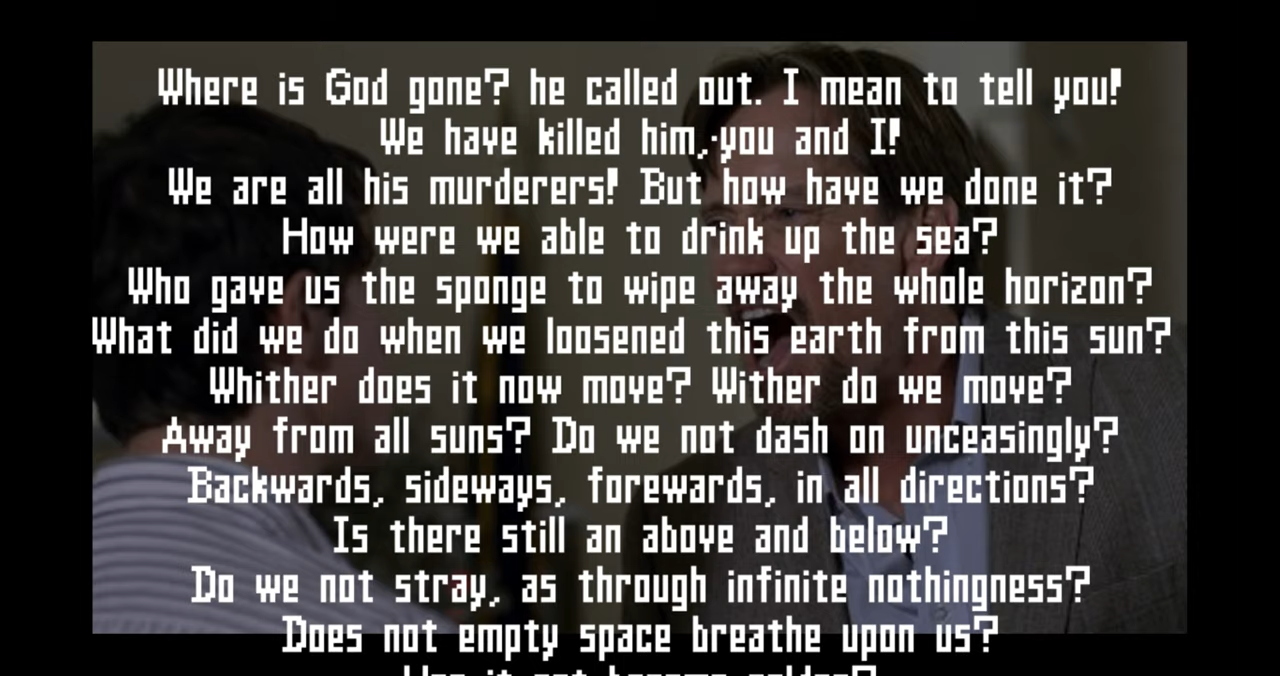 Where is God gone? he called out. I mean to tell you!
We have killed him, you and I!
We are all his murderers! But how have we done it?
How were we able to drink up the sea?
Who gave us the sponge to wipe away the whole horizon?
What did we do when we loosened this earth from this sun?
Whither does it now move? Wither do we move?
Away from all suns? Do we not dash on unceasingly?
Backwards, sideways, forewards, in all directions?
Is there still an above and below?
Do we not stray, as through infinite nothingness?
Does not empty space breathe upon us?